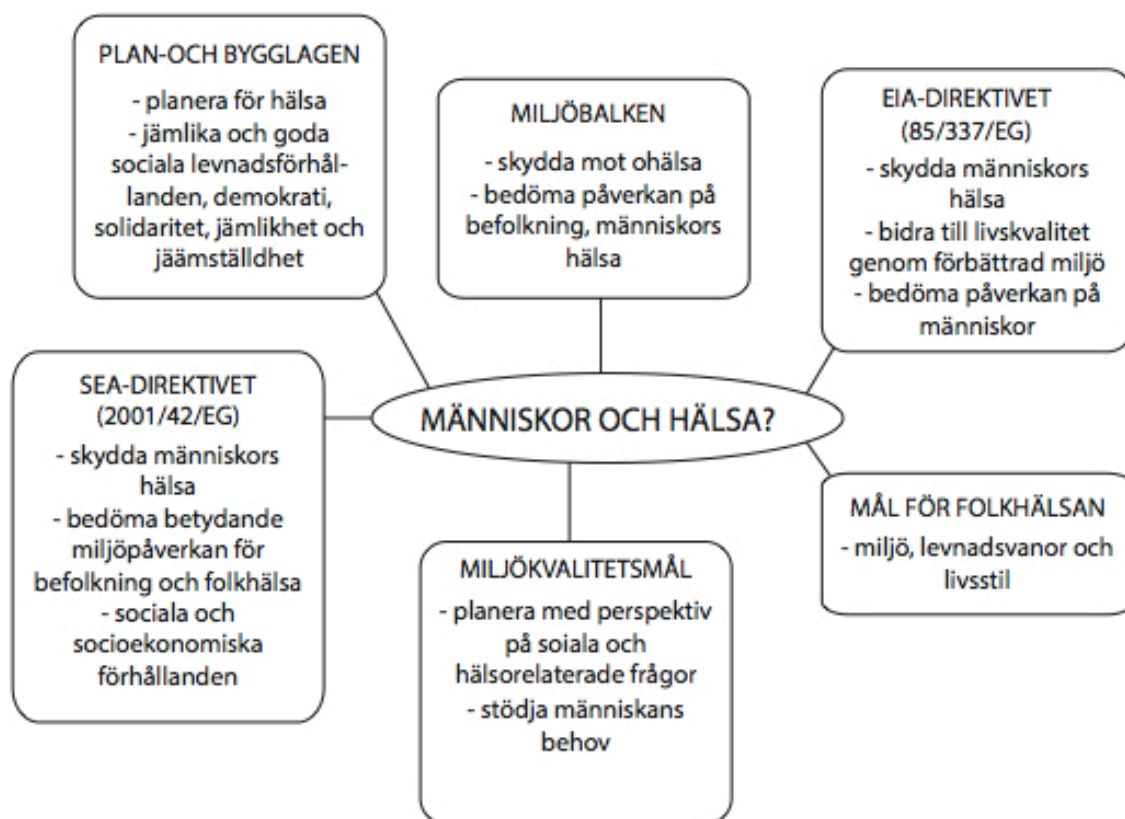 PLAN-OCH BYGGLAGEN
- planera för hälsa
- jämlika och goda
sociala levnadsförhål-
landen, demokrati,
solidaritet, jämlikhet och
jäämställdhet
MILJÖBALKEN
- skydda mot ohälsa
- bedöma påverkan på
befolkning, människors
hälsa
EIA-DIREKTIVET
(85/337/EG)
- skydda människors
hälsa
- bidra till livskvalitet
genom förbättrad miljö
- bedöma påverkan på
människor
SEA-DIREKTIVET
(2001/42/EG)
- skydda människors
hälsa
- bedöma betydande
miljöpåverkan för
befolkning och folkhälsa
- sociala och
socioekonomiska
förhållanden
MÄNNISKOR OCH HÄLSA?
MILJÖKVALITETSMÅL
- planera med perspektiv
på soiala och
hälsorelaterade frågor
- stödja människans
behov
MÅL FÖR FOLKHÄLSAN
- miljö, levnadsvanor och
livsstil